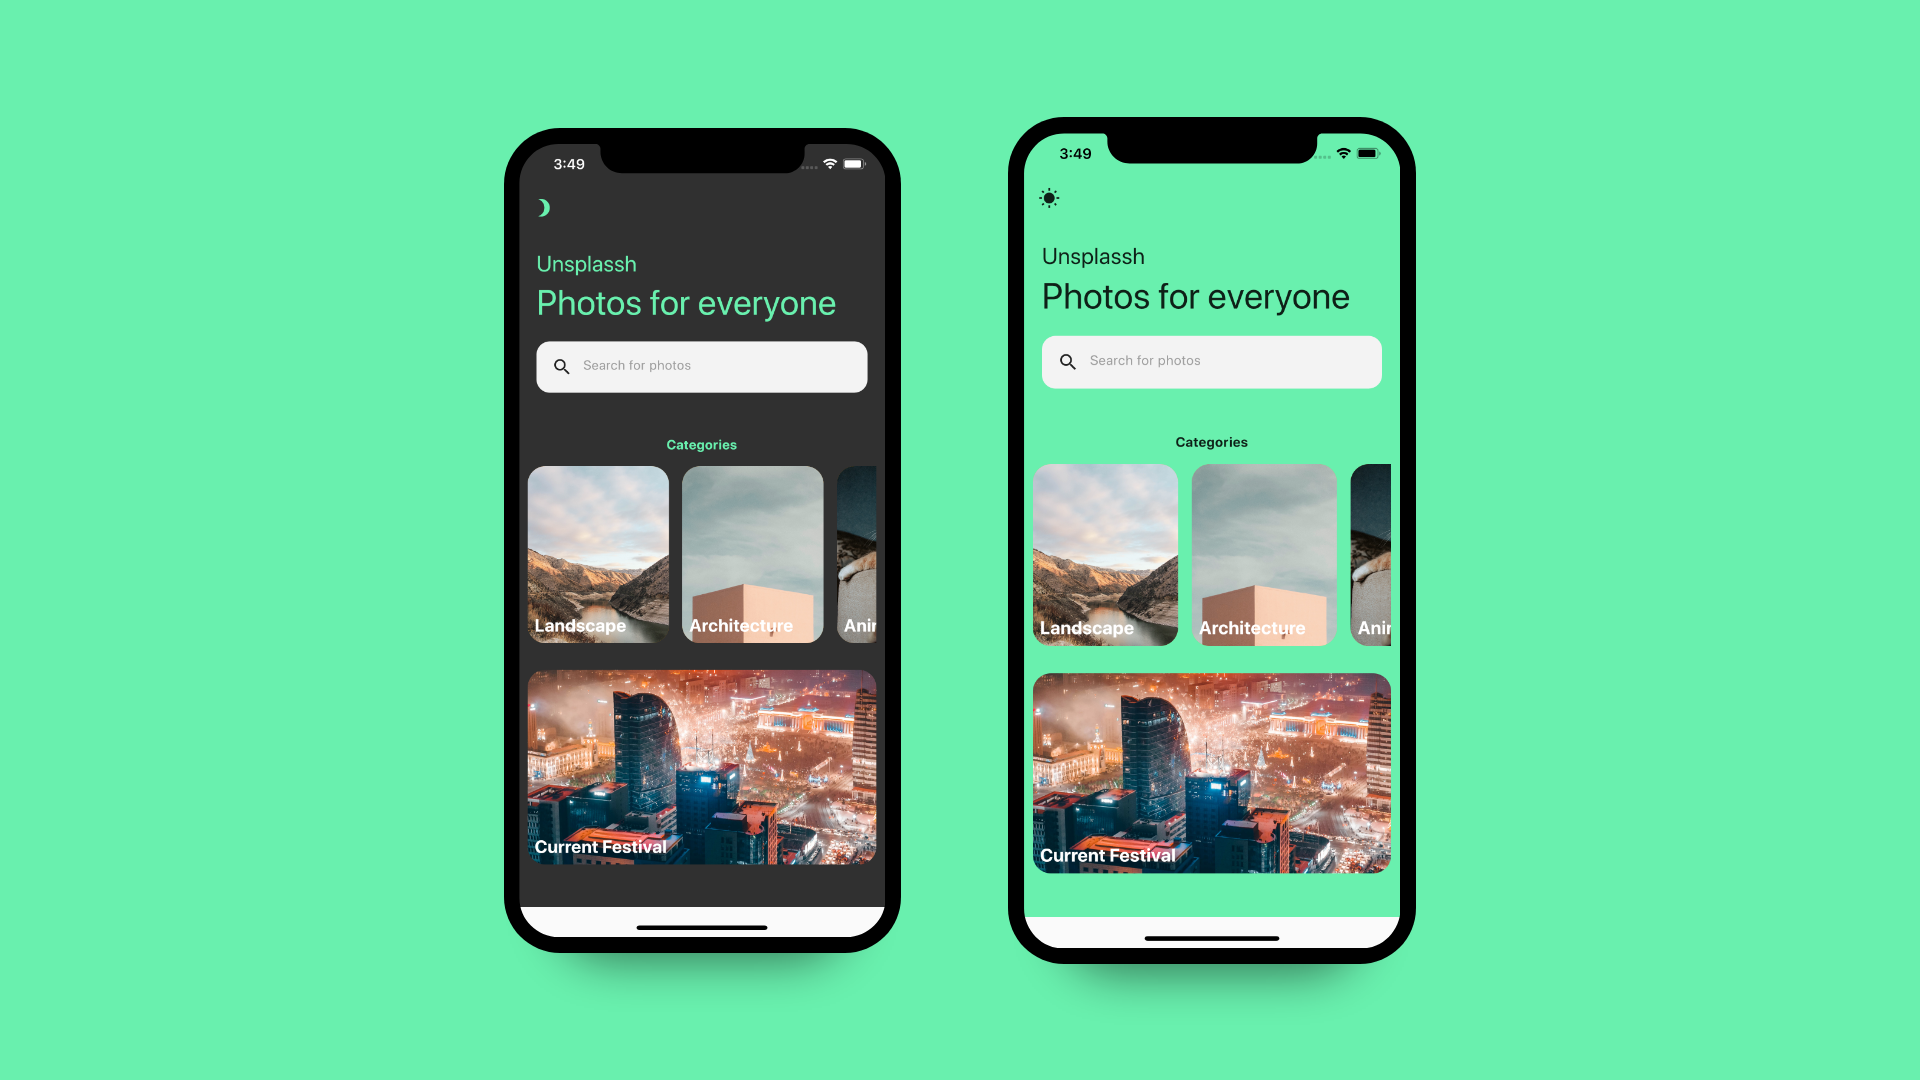 3:49
Unsplassh
Photos for everyone
Search for photos
Categories
Landscape
Architecture
Anir
Current Festival
3:49
Unsplassh
Photos for everyone
Search for photos
Categories
Landscape
Architecture
Anir
Current Festival